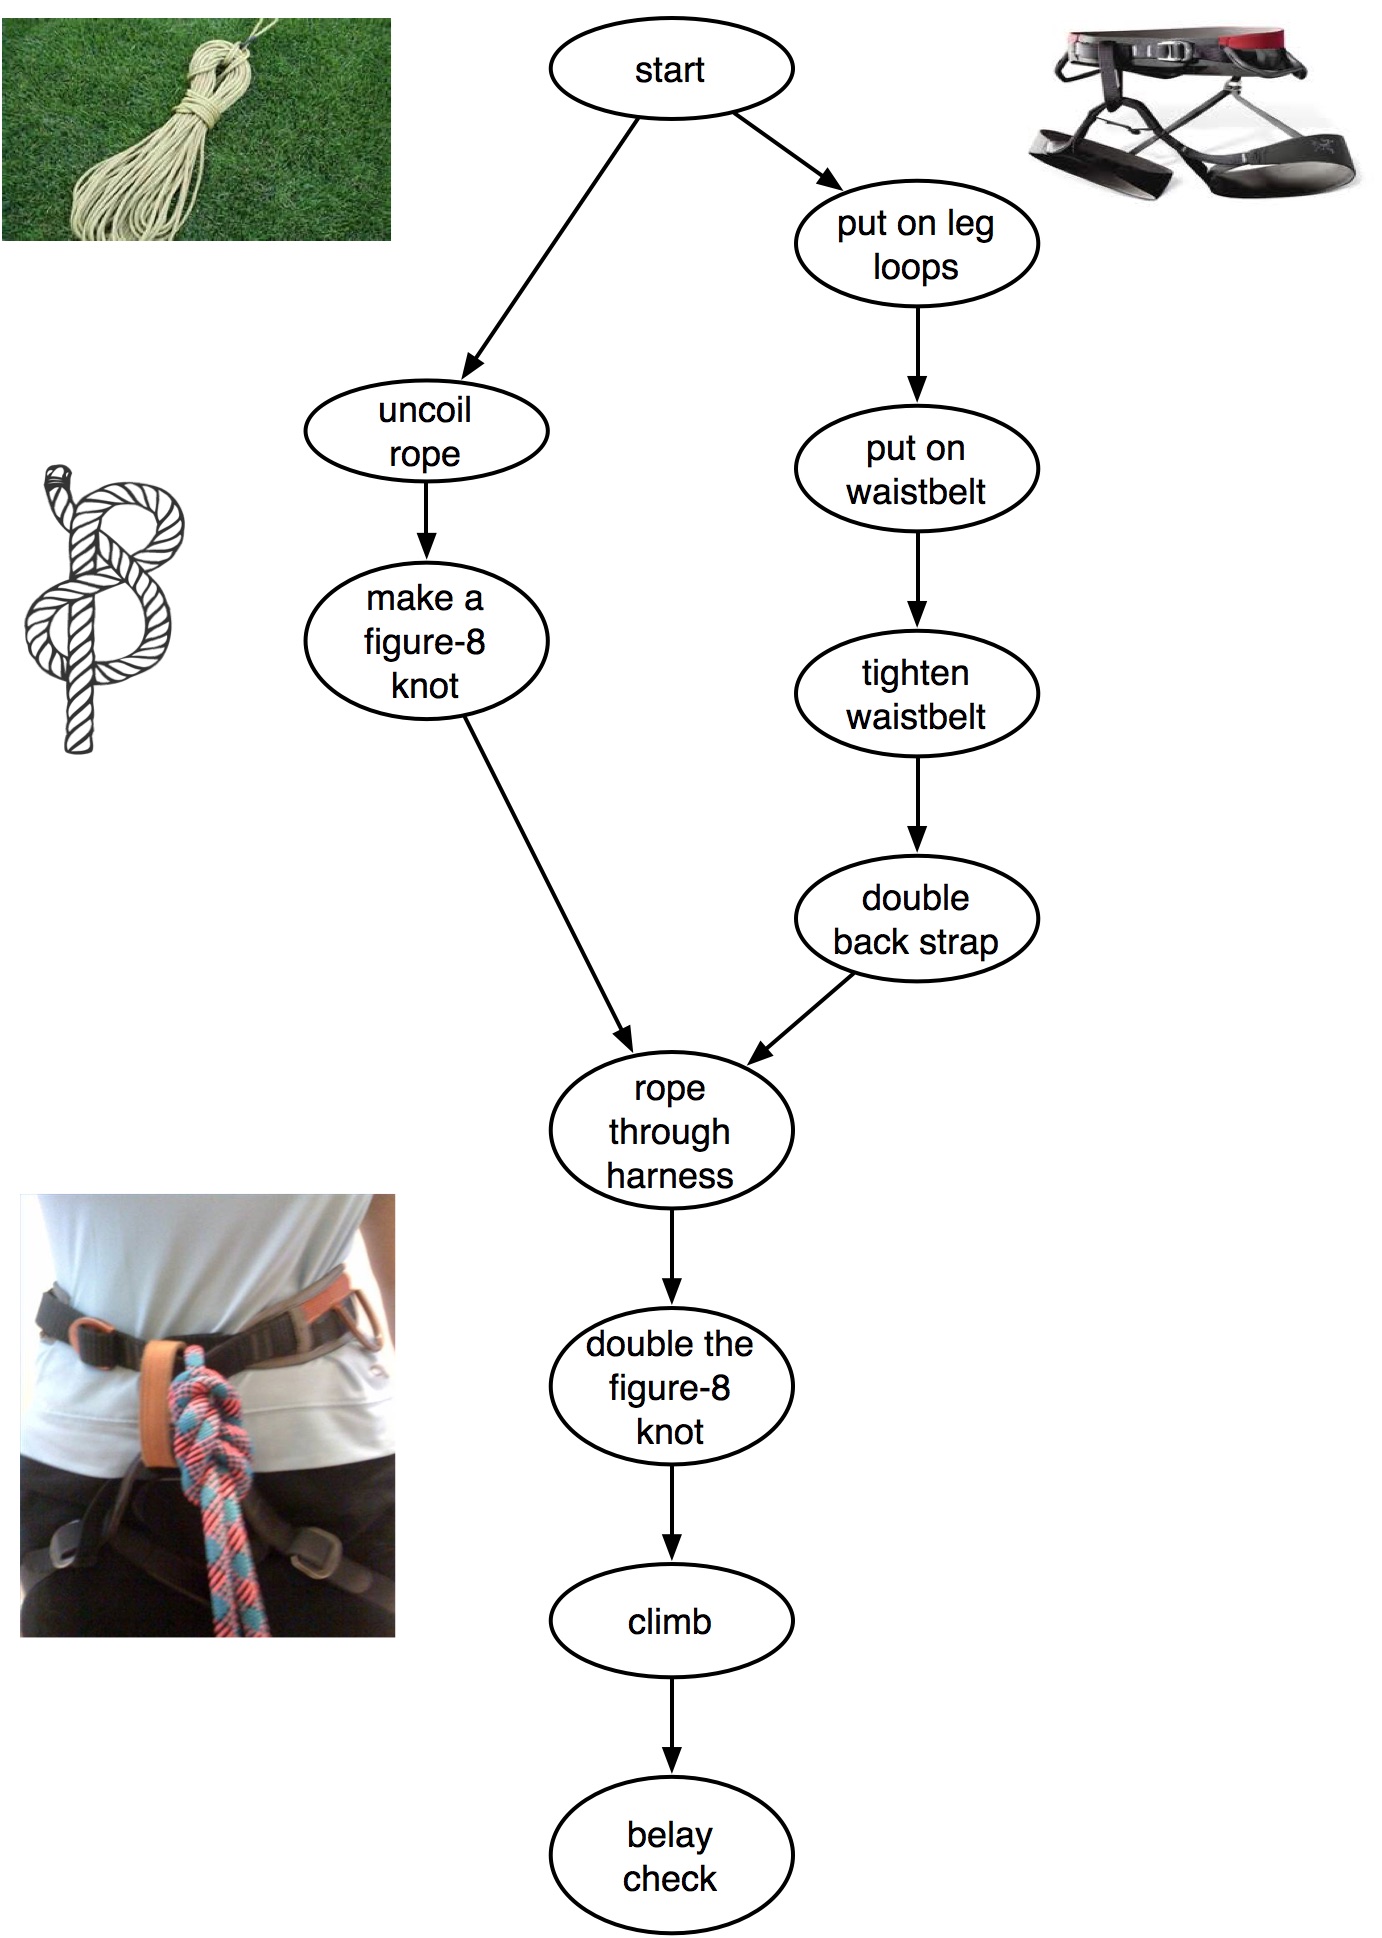 start
put on leg
loops
uncoil
rope
put on
waistbelt
make a
figure-8
knot
tighten
waistbelt
double
back strap
rope
through
harness
double the
figure-8
knot
climb
belay
check